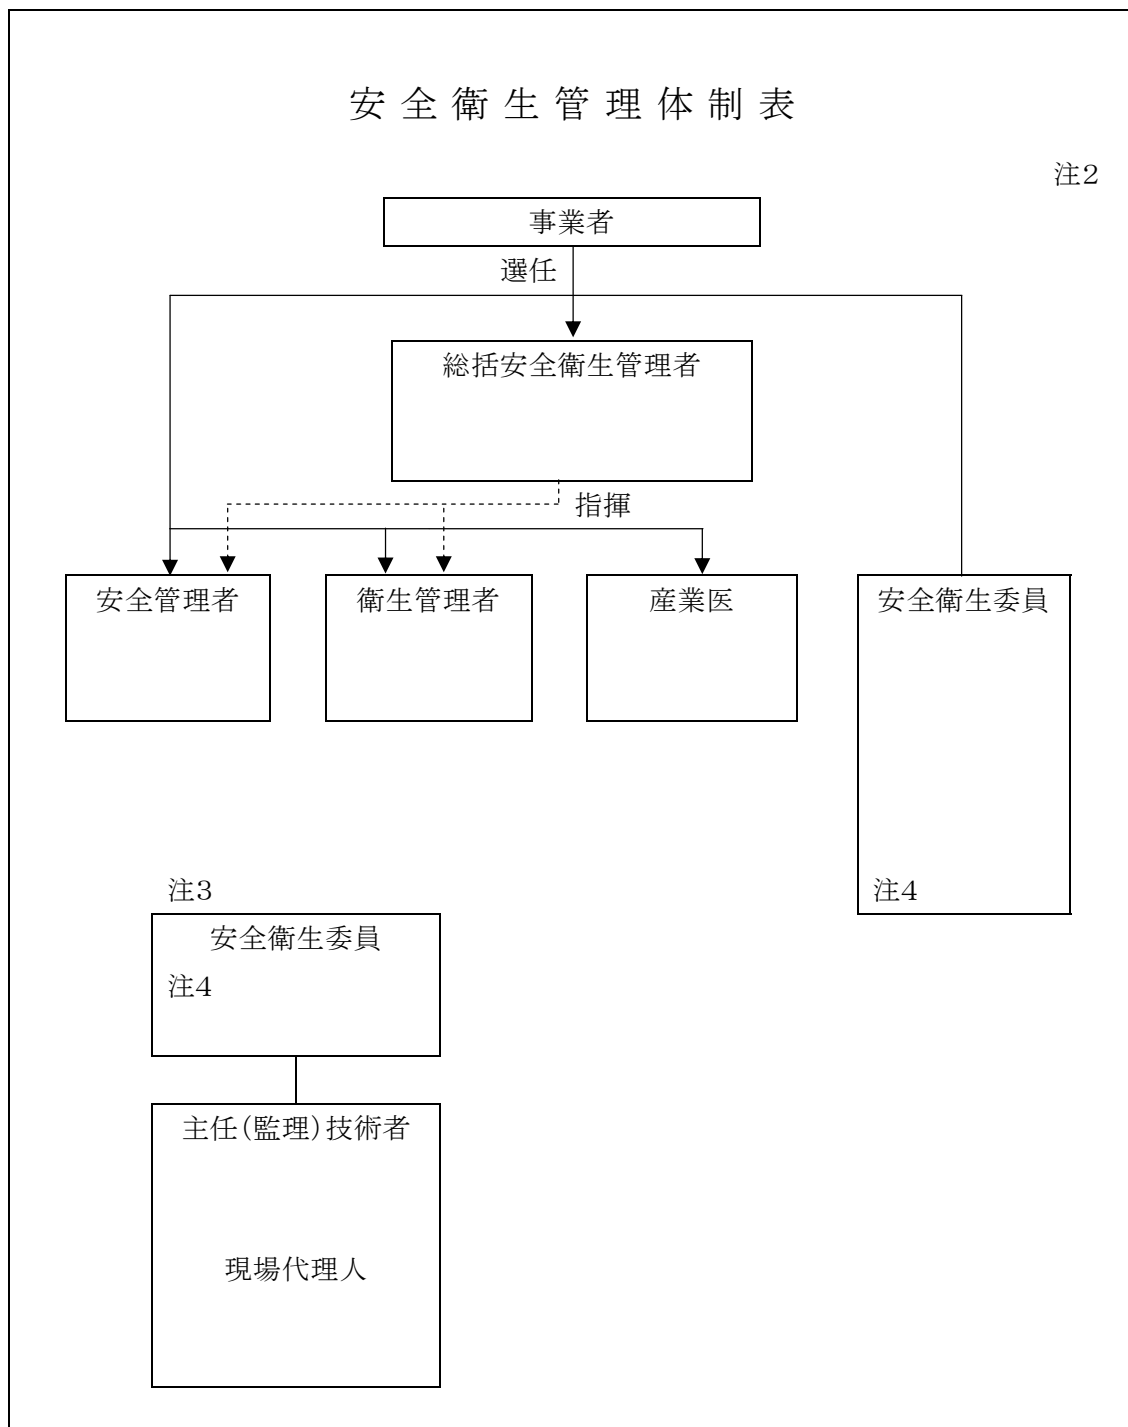 安全衛生管理体制表
注2
事業者
選任
総括安全衛生管理者
指揮
安全管理者
衛生管理者
産業医
安全衛生委員
注4
注3
安全衛生委員
注4
主任(監理)技術者
現場代理人